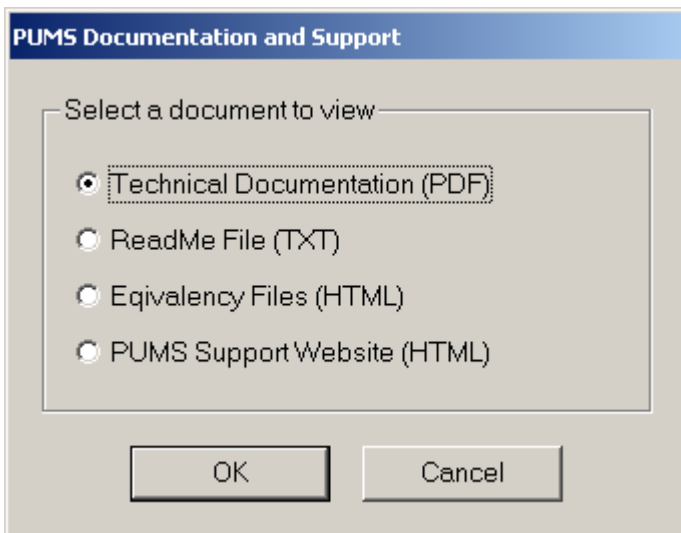 PUMS Documentation and Support
Select a document to view
Technical Documentation (PDF)
ReadMe File (TXT)
Eqivalency Files (HTML)
PUMS Support Website (HTML)
OK Cancel